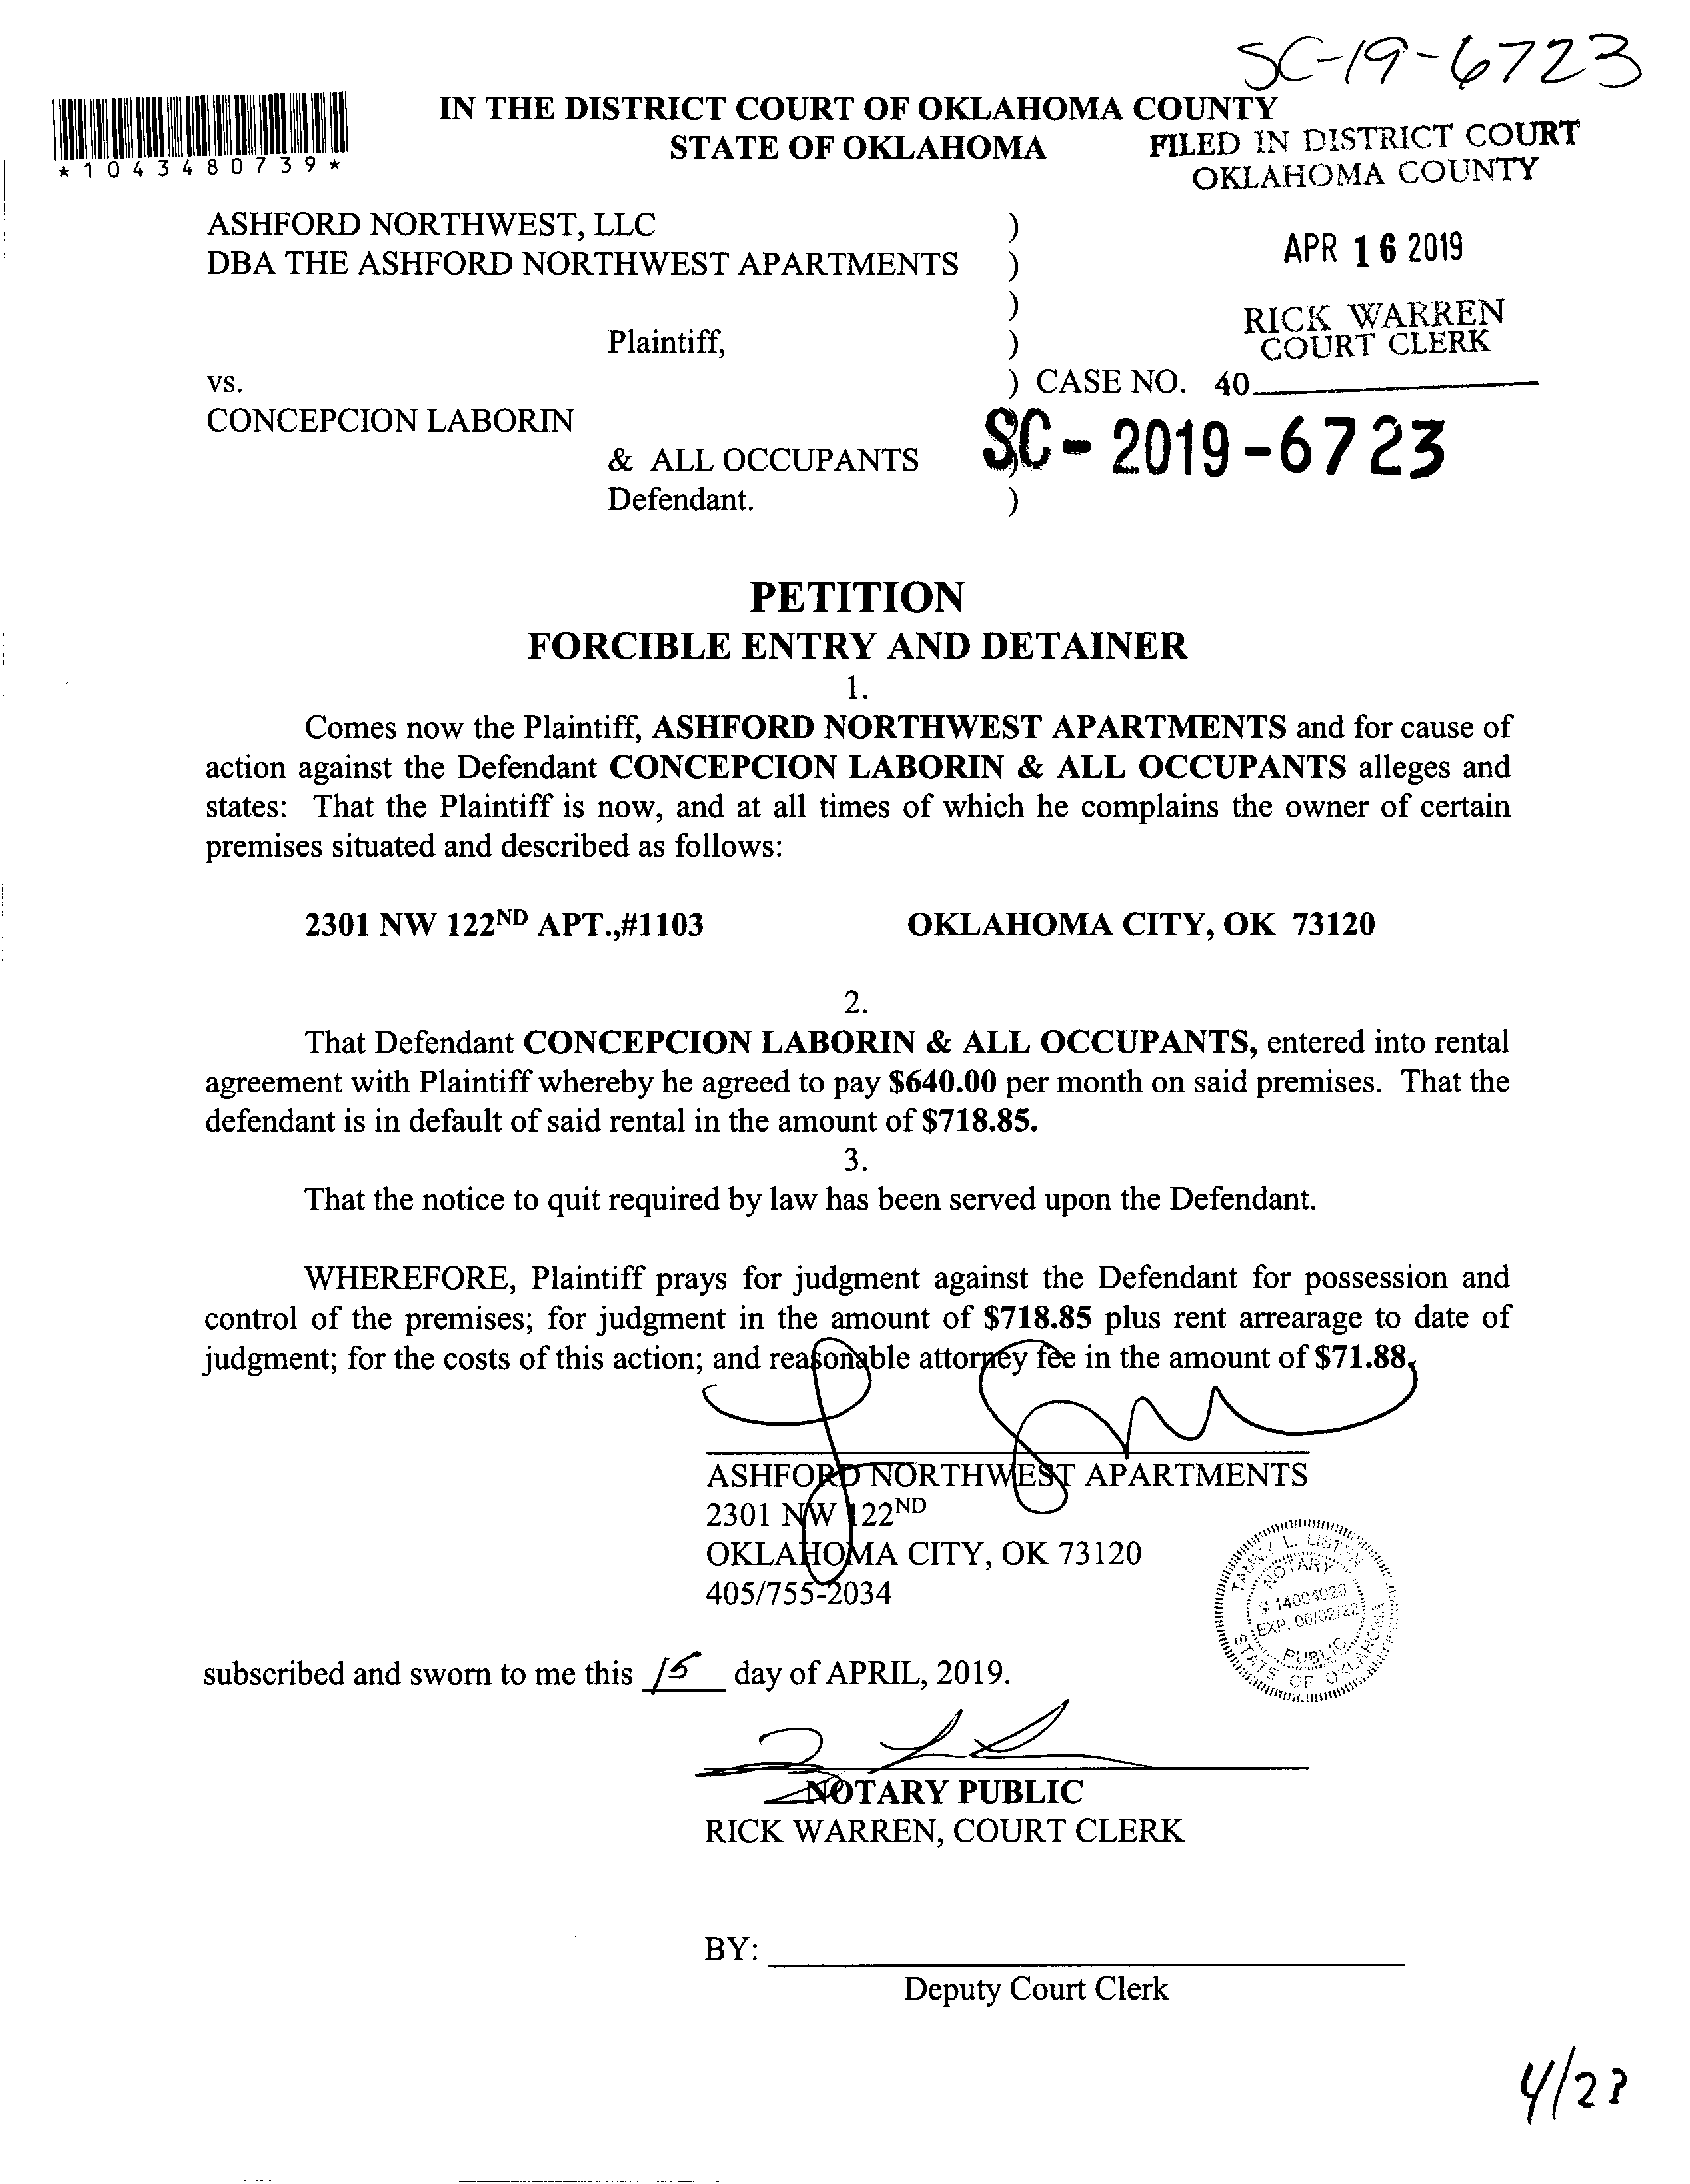 SC-19-6723
IN THE DISTRICT COURT OF OKLAHOMA COUNTY
STATE OF OKLAHOMA
FILED IN DISTRICT COURT
OKLAHOMA COUNTY
*1043480739*
ASHFORD NORTHWEST, LLC )
DBA THE ASHFORD NORTHWEST APARTMENTS )
APR 16 2019
)
RICK WARREN
COURT CLERK
Plaintiff, )
vs. ) CASE NO. 40
CONCEPCION LABORIN
SC-2019-6723
& ALL OCCUPANTS )
Defendant. )
PETITION
FORCIBLE ENTRY AND DETAINER
1.
Comes now the Plaintiff, ASHFORD NORTHWEST APARTMENTS and for cause of
action against the Defendant CONCEPCION LABORIN & ALL OCCUPANTS alleges and
states: That the Plaintiff is now, and at all times of which he complains the owner of certain
premises situated and described as follows:
2301 NW 122ND APT.,#1103 OKLAHOMA CITY, OK 73120
2.
That Defendant CONCEPCION LABORIN & ALL OCCUPANTS, entered into rental
agreement with Plaintiff whereby he agreed to pay $640.00 per month on said premises. That the
defendant is in default of said rental in the amount of $718.85.
3.
That the notice to quit required by law has been served upon the Defendant.
WHEREFORE, Plaintiff prays for judgment against the Defendant for possession and
control of the premises; for judgment in the amount of $718.85 plus rent arrearage to date of
judgment; for the costs of this action; and reasonable attorney fee in the amount of $71.88.
ASHFORD NORTHWEST APARTMENTS
2301 NW 122ND
OKLAHOMA CITY, OK 73120
405/755-2034
NOTARY
EXP. 06/02/22
PUBLIC
STATE OF OKLAHOMA
subscribed and sworn to me this 15 day of APRIL, 2019.
NOTARY PUBLIC
RICK WARREN, COURT CLERK
BY:
Deputy Court Clerk